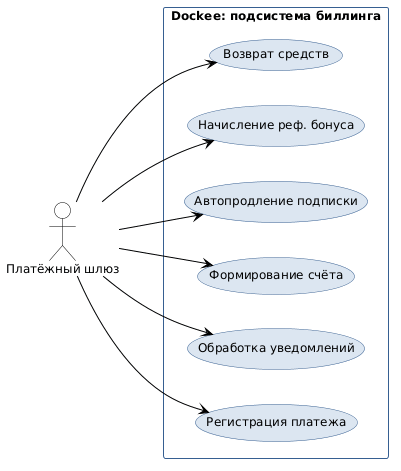 Dockee: подсистема биллинга
Возврат средств
Начисление реф. бонуса
Автопродление подписки
Платёжный шлюз
Формирование счёта
Обработка уведомлений
Регистрация платежа